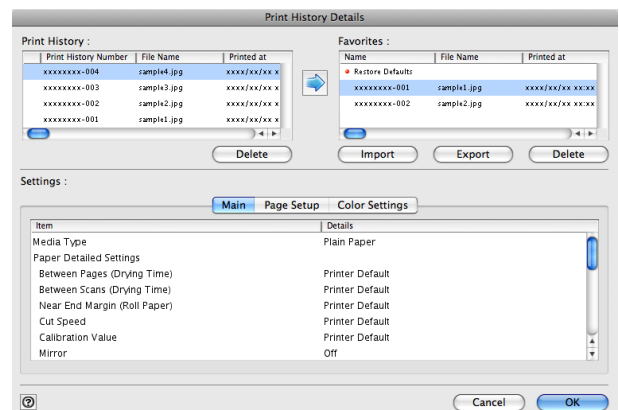 Print History Details
Print History : Favorites :
Print History Number File Name Printed at Name File Name Printed at
xxxxxxxx-004 sample4.jpg xxxx/xx/xx x Restore Defaults
xxxxxxxx-003 sample3.jpg xxxx/xx/xx x xxxxxxxx-001 sample1.jpg xxxx/xx/xx xx:xx
xxxxxxxx-002 sample2.jpg xxxx/xx/xx x xxxxxxxx-002 sample2.jpg xxxx/xx/xx xx:xx
xxxxxxxx-001 sample1.jpg xxxx/xx/xx x
Delete Import Export Delete
Settings :
Main Page Setup Color Settings
Item Details
Media Type Plain Paper
Paper Detailed Settings
Between Pages (Drying Time) Printer Default
Between Scans (Drying Time) Printer Default
Near End Margin (Roll Paper) Printer Default
Cut Speed Printer Default
Calibration Value Printer Default
Mirror Off
? Cancel OK